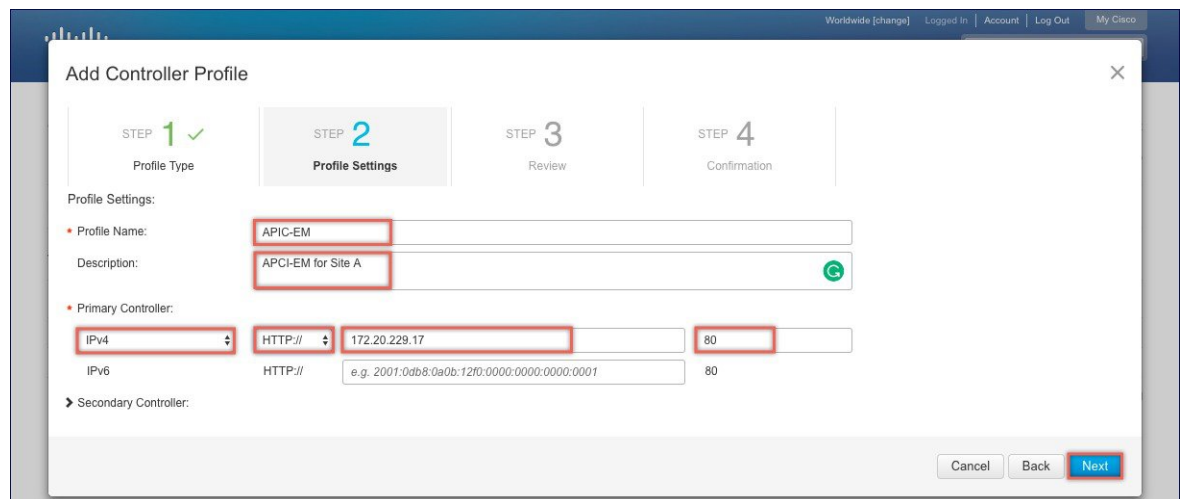 Worldwide [change] Logged In | Account | Log Out My Cisco
Add Controller Profile
STEP 1 STEP 2 STEP 3 STEP 4
Profile Type Profile Settings Review Confirmation
Profile Settings:
* Profile Name: APIC-EM
Description: APCI-EM for Site A
* Primary Controller:
IPv4 HTTP:// 172.20.229.17 80
IPv6 HTTP:// e.g. 2001:0db8:0a0b:12f0:0000:0000:0000:0001 80
Secondary Controller:
Cancel Back Next